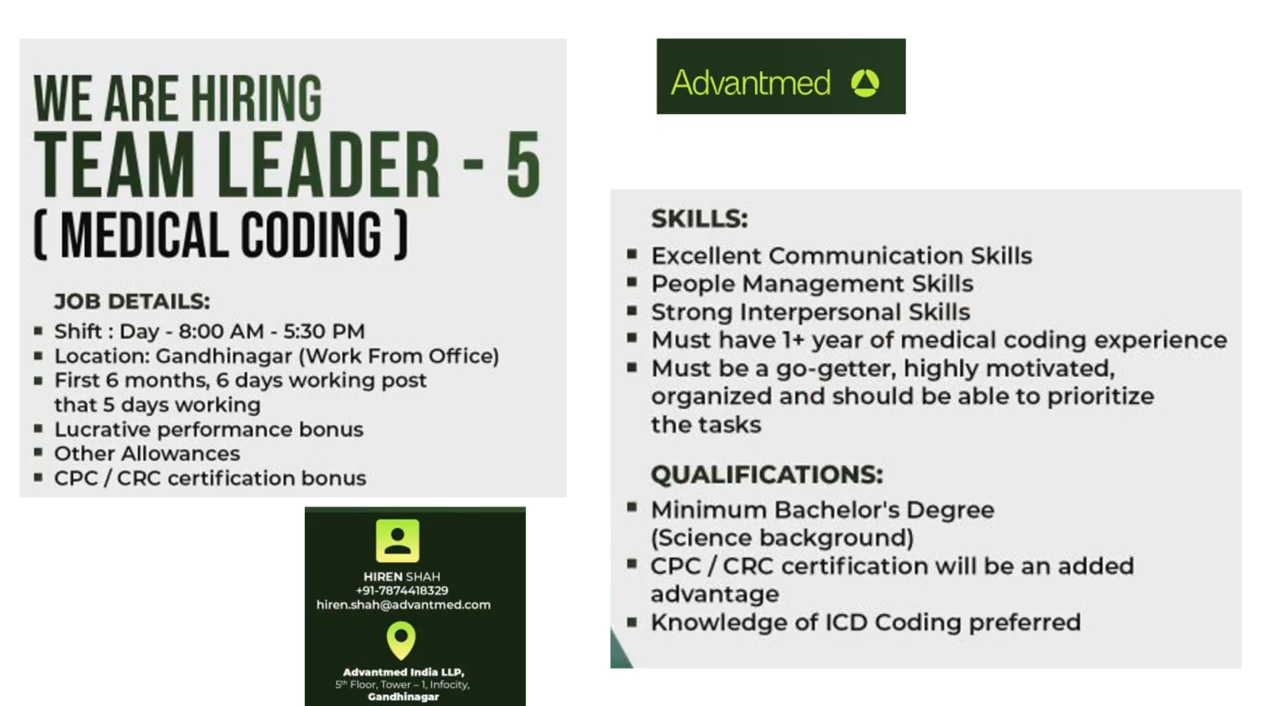 WE ARE HIRING
TEAM LEADER - 5
( MEDICAL CODING )
JOB DETAILS:
▪ Shift : Day - 8:00 AM - 5:30 PM
▪ Location: Gandhinagar (Work From Office)
▪ First 6 months, 6 days working post
that 5 days working
▪ Lucrative performance bonus
▪ Other Allowances
▪ CPC / CRC certification bonus
HIREN SHAH
+91-7874418329
hiren.shah@advantmed.com
Advantmed India LLP,
5th Floor, Tower – 1, Infocity,
Gandhinagar
Advantmed
SKILLS:
▪ Excellent Communication Skills
▪ People Management Skills
▪ Strong Interpersonal Skills
▪ Must have 1+ year of medical coding experience
▪ Must be a go-getter, highly motivated,
organized and should be able to prioritize
the tasks
QUALIFICATIONS:
▪ Minimum Bachelor's Degree
(Science background)
▪ CPC / CRC certification will be an added
advantage
▪ Knowledge of ICD Coding preferred